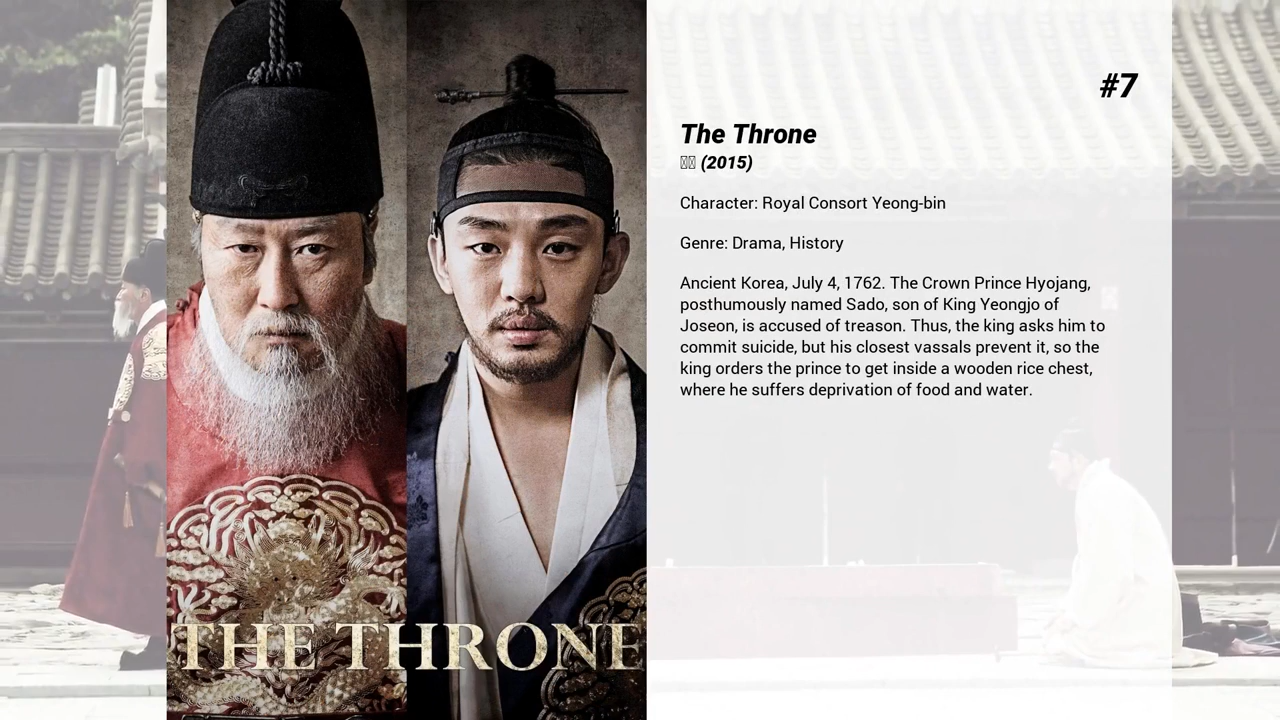 THE THRONE
#7
The Throne
(2015)
Character: Royal Consort Yeong-bin
Genre: Drama, History
Ancient Korea, July 4, 1762. The Crown Prince Hyojang,
posthumously named Sado, son of King Yeongjo of
Joseon, is accused of treason. Thus, the king asks him to
commit suicide, but his closest vassals prevent it, so the
king orders the prince to get inside a wooden rice chest,
where he suffers deprivation of food and water.